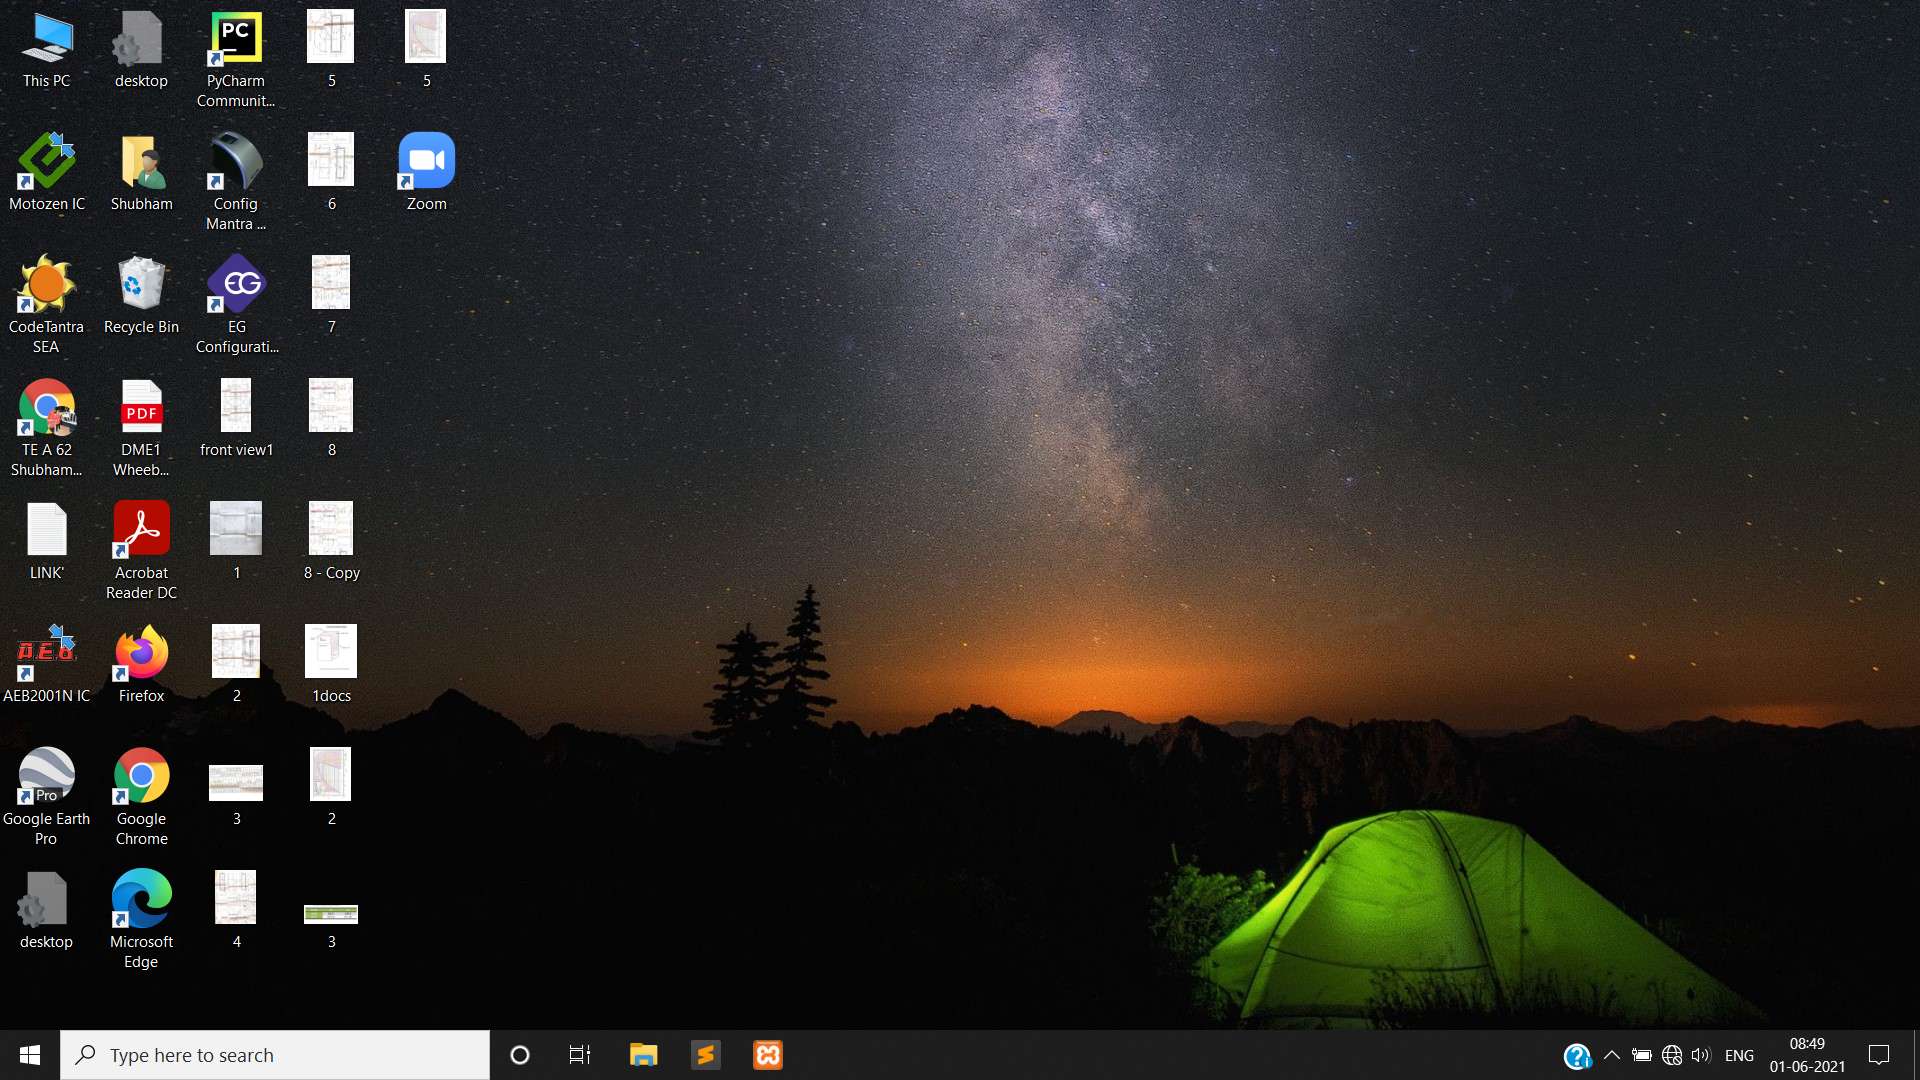 This PC
desktop
PC
PyCharm
Communit...
5
5
Motozen IC
Shubham
Config
Mantra ...
6
Zoom
CodeTantra
SEA
Recycle Bin
EG
EG
Configurati...
7
TE A 62
Shubham...
PDF
DME1
Wheeb...
front view1
8
LINK'
Acrobat
Reader DC
1
8 - Copy
A.E.B.
AEB2001N IC
Firefox
2
1docs
Pro
Google Earth
Pro
Google
Chrome
3
2
desktop
Microsoft
Edge
4
3
Type here to search
ENG
08:49
01-06-2021